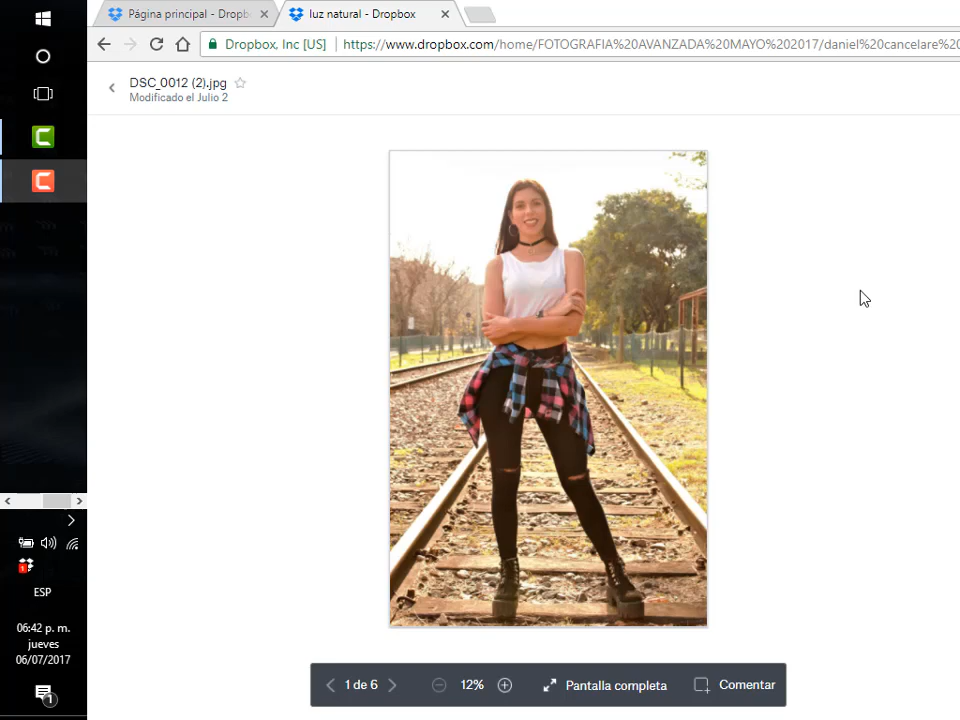 Página principal - Dropb
luz natural - Dropbox
Dropbox, Inc [US]
https://www.dropbox.com/home/FOTOGRAFIA%20AVANZADA%20MAYO%202017/daniel%20cancelare%20
DSC_0012 (2).jpg
Modificado el Julio 2
1
ESP
06:42 p. m.
jueves
06/07/2017
1
1 de 6
12%
Pantalla completa
Comentar